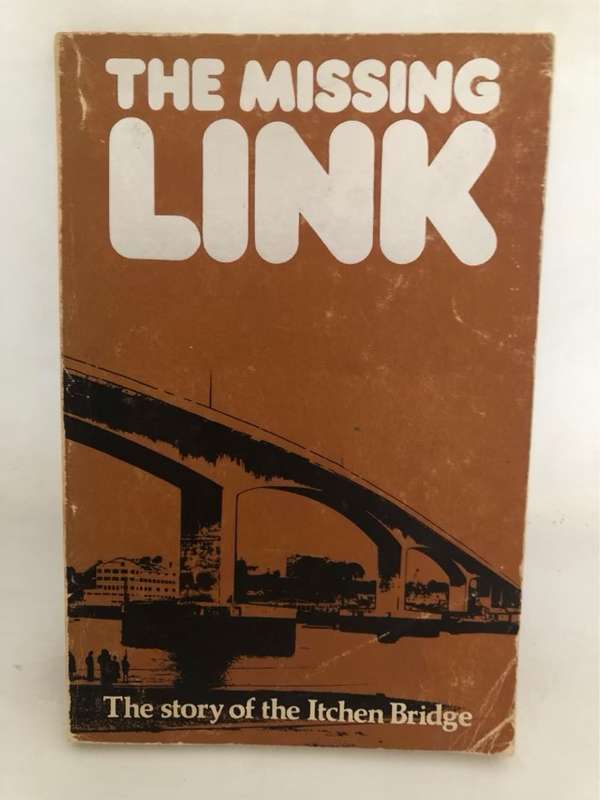 THE MISSING
LINK
The story of the Itchen Bridge